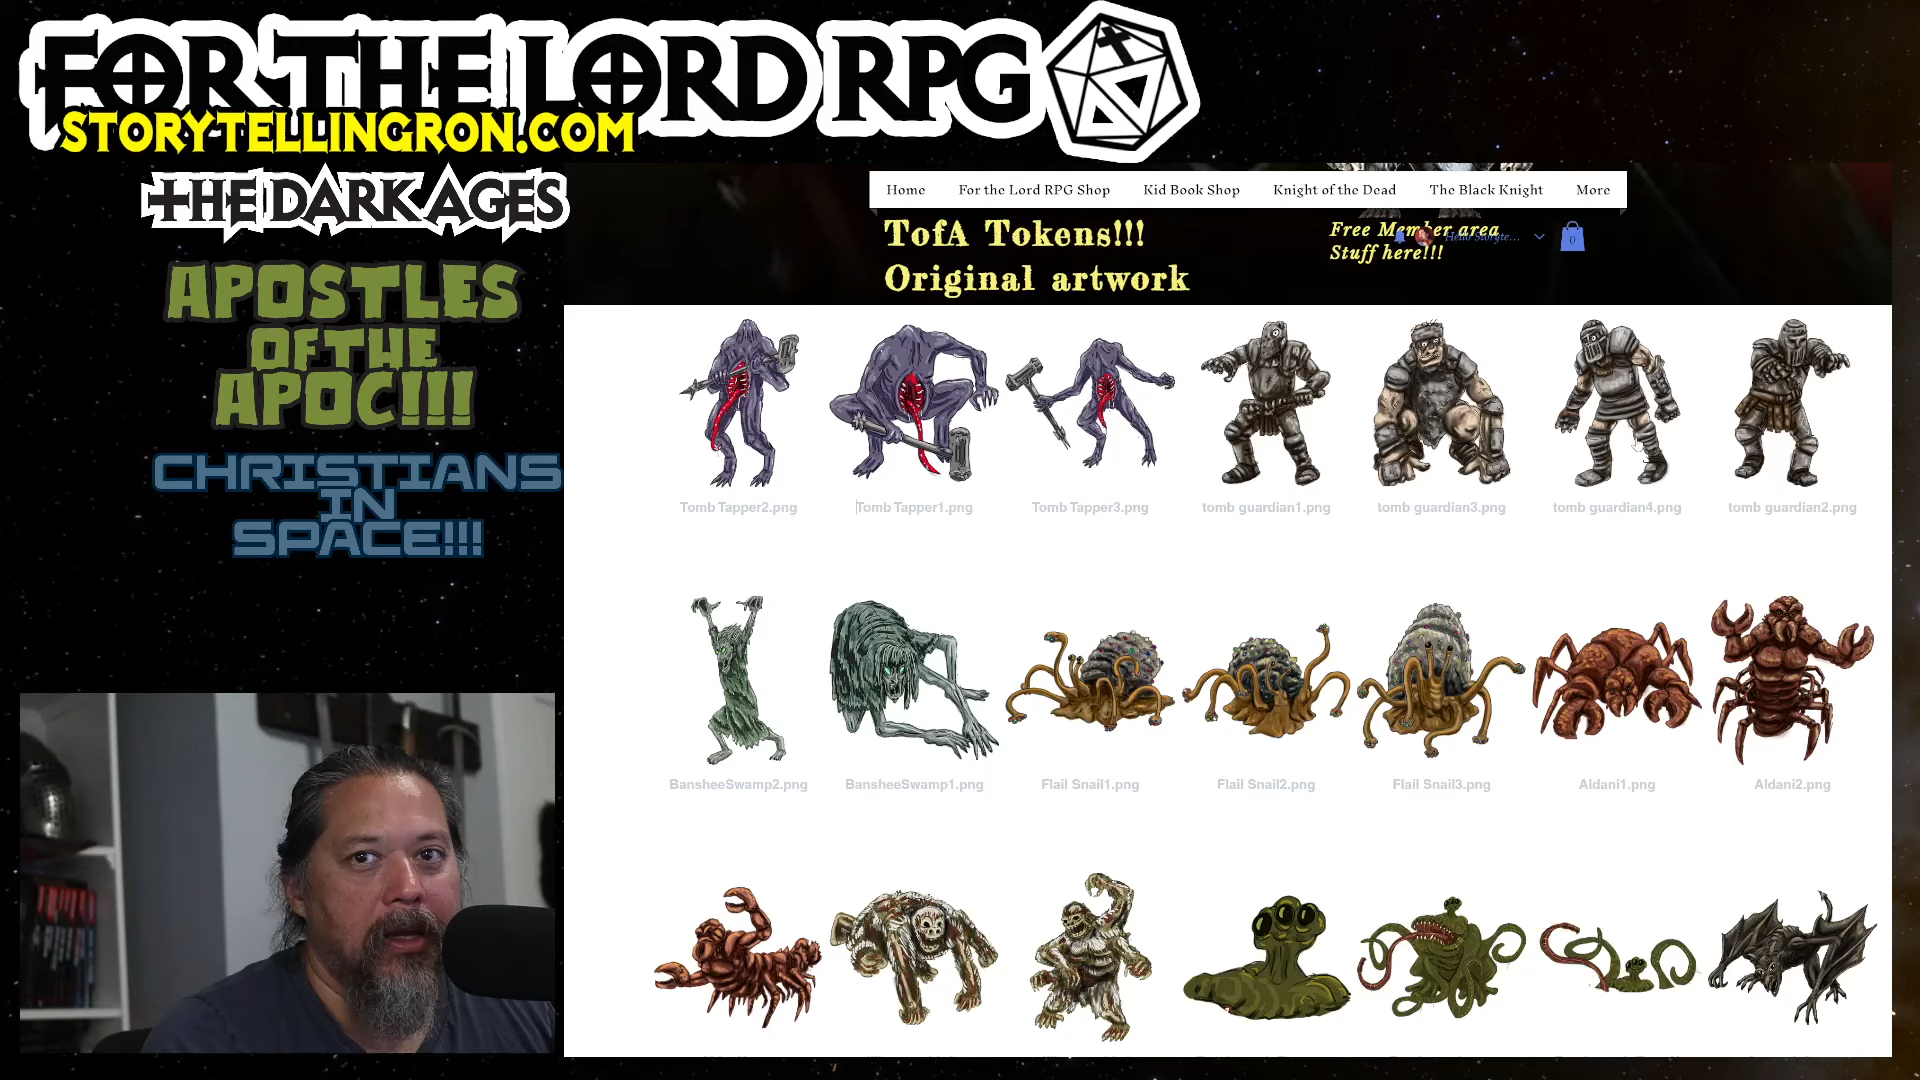 FOR THE LORD RPG
STORYTELLINGRON.COM
THE DARK AGES
APOSTLES
OF THE
APOC!!!
CHRISTIANS
IN
SPACE!!!
Home For the Lord RPG Shop Kid Book Shop Knight of the Dead The Black Knight More
TofA Tokens!!!
Original artwork
Free Member area
Stuff here!!!
Hello Storyte...
0
Tomb Tapper2.png Tomb Tapper1.png Tomb Tapper3.png tomb guardian1.png tomb guardian3.png tomb guardian4.png tomb guardian2.png
BansheeSwamp2.png BansheeSwamp1.png Flail Snail1.png Flail Snail2.png Flail Snail3.png Aldani1.png Aldani2.png